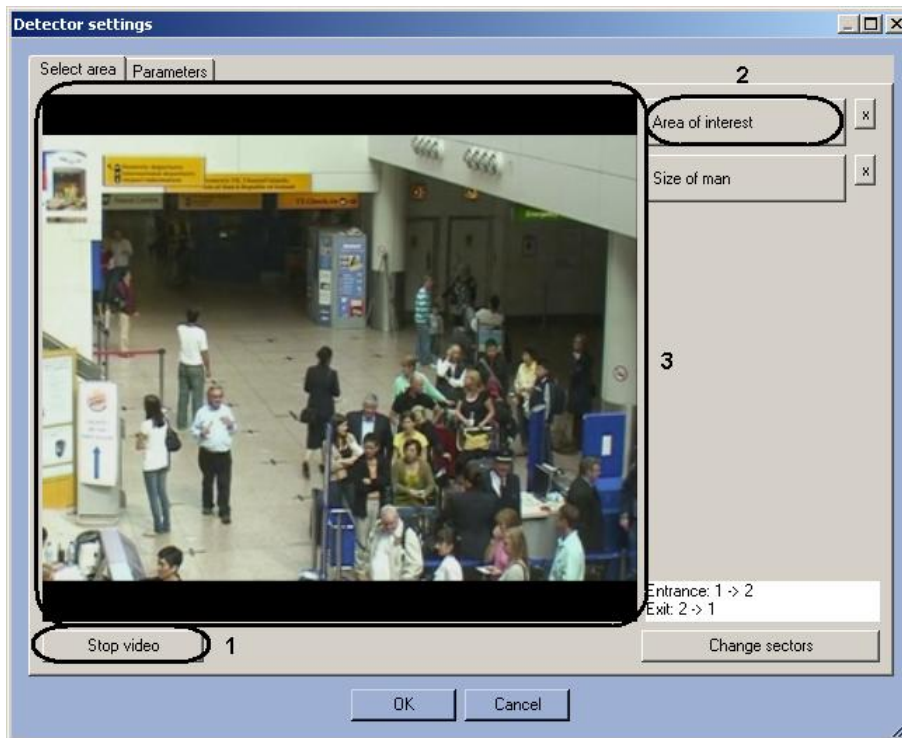 Detector settings
Select area
Parameters
2
Area of interest
x
Size of man
x
3
Entrance: 1 -> 2
Exit: 2 -> 1
Stop video
1
Change sectors
OK
Cancel